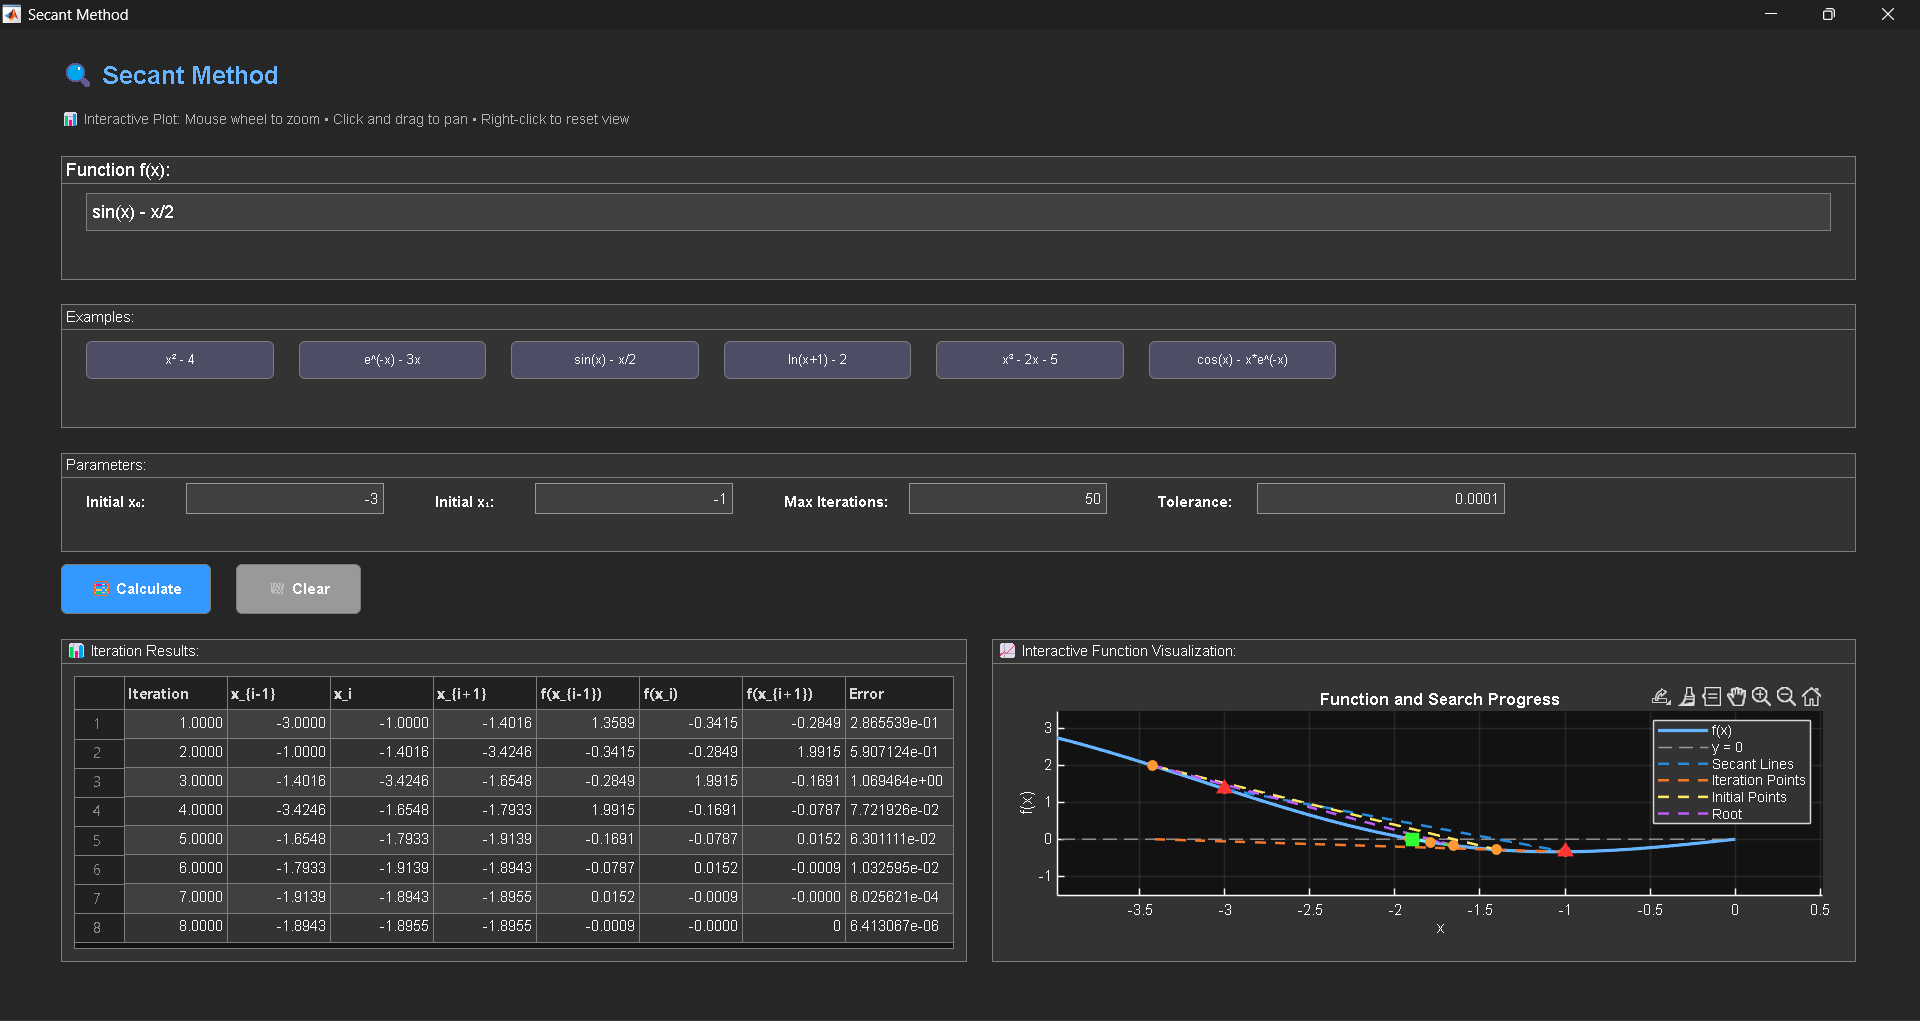 Secant Method
Secant Method
Interactive Plot: Mouse wheel to zoom • Click and drag to pan • Right-click to reset view
Function f(x):
sin(x) - x/2
Examples:
x² - 4
e^(-x) - 3x
sin(x) - x/2
ln(x+1) - 2
x³ - 2x - 5
cos(x) - x*e^(-x)
Parameters:
Initial x₀: -3 Initial x₁: -1 Max Iterations: 50 Tolerance: 0.0001
Calculate
Clear
Iteration Results:
Iteration x_{i-1} x_i x_{i+1} f(x_{i-1}) f(x_i) f(x_{i+1}) Error
1 1.0000 -3.0000 -1.0000 -1.4016 1.3589 -0.3415 -0.2849 2.865539e-01
2 2.0000 -1.0000 -1.4016 -3.4246 -0.3415 -0.2849 1.9915 5.907124e-01
3 3.0000 -1.4016 -3.4246 -1.6548 -0.2849 1.9915 -0.1691 1.069464e+00
4 4.0000 -3.4246 -1.6548 -1.7933 1.9915 -0.1691 -0.0787 7.721926e-02
5 5.0000 -1.6548 -1.7933 -1.9139 -0.1691 -0.0787 0.0152 6.301111e-02
6 6.0000 -1.7933 -1.9139 -1.8943 -0.0787 0.0152 -0.0009 1.032595e-02
7 7.0000 -1.9139 -1.8943 -1.8955 0.0152 -0.0009 -0.0000 6.025621e-04
8 8.0000 -1.8943 -1.8955 -1.8955 -0.0009 -0.0000 0 6.413067e-06
Interactive Function Visualization:
Function and Search Progress
f(x)
y = 0
Secant Lines
Iteration Points
Initial Points
Root
3
2
1
0
-1
f(x)
-3.5 -3 -2.5 -2 -1.5 -1 -0.5 0 0.5
x